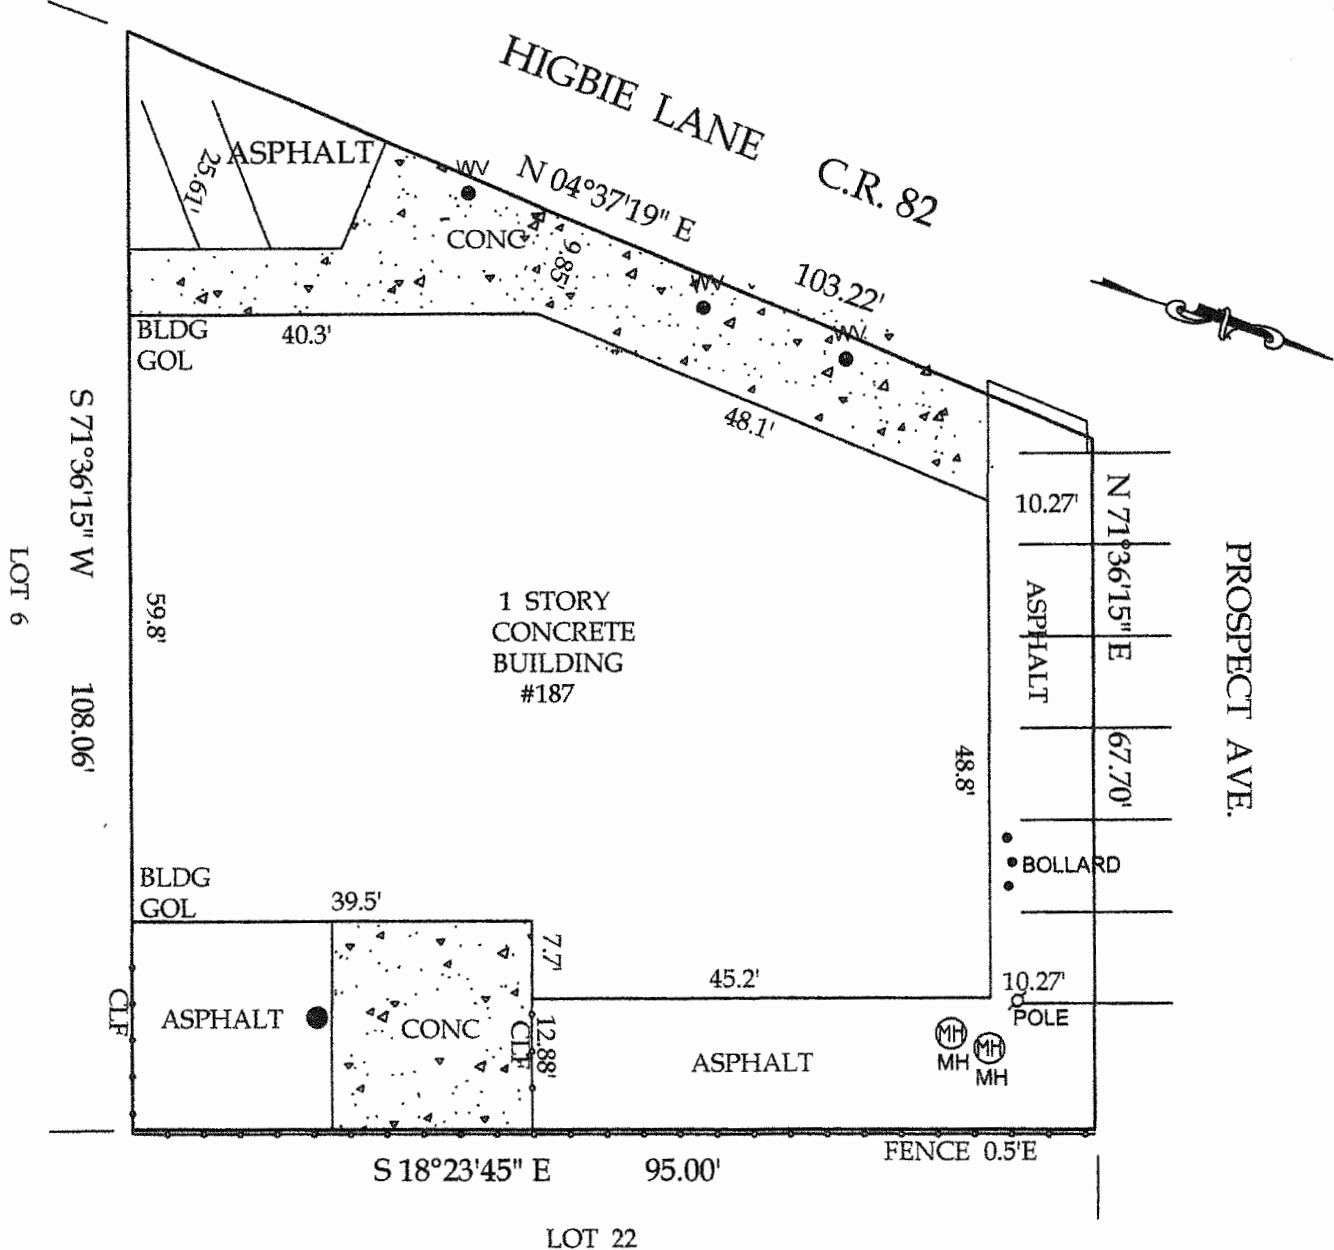 HIGBIE LANE C.R. 82
N 04°37'19" E
103.22'
ASPHALT
25.61'
WV
CONC
9.85'
WV
WV
BLDG
GOL
40.3'
48.1'
S 71°36'15" W
108.06'
LOT 6
59.8'
1 STORY
CONCRETE
BUILDING
#187
10.27'
N 71°36'15" E
67.70'
ASPHALT
PROSPECT AVE.
48.8'
BOLLARD
BLDG
GOL
39.5'
7.7'
45.2'
10.27'
POLE
CLF
ASPHALT
CONC
CLF
12.88'
ASPHALT
MH
MH
MH
MH
FENCE 0.5'E
S 18°23'45" E
95.00'
LOT 22